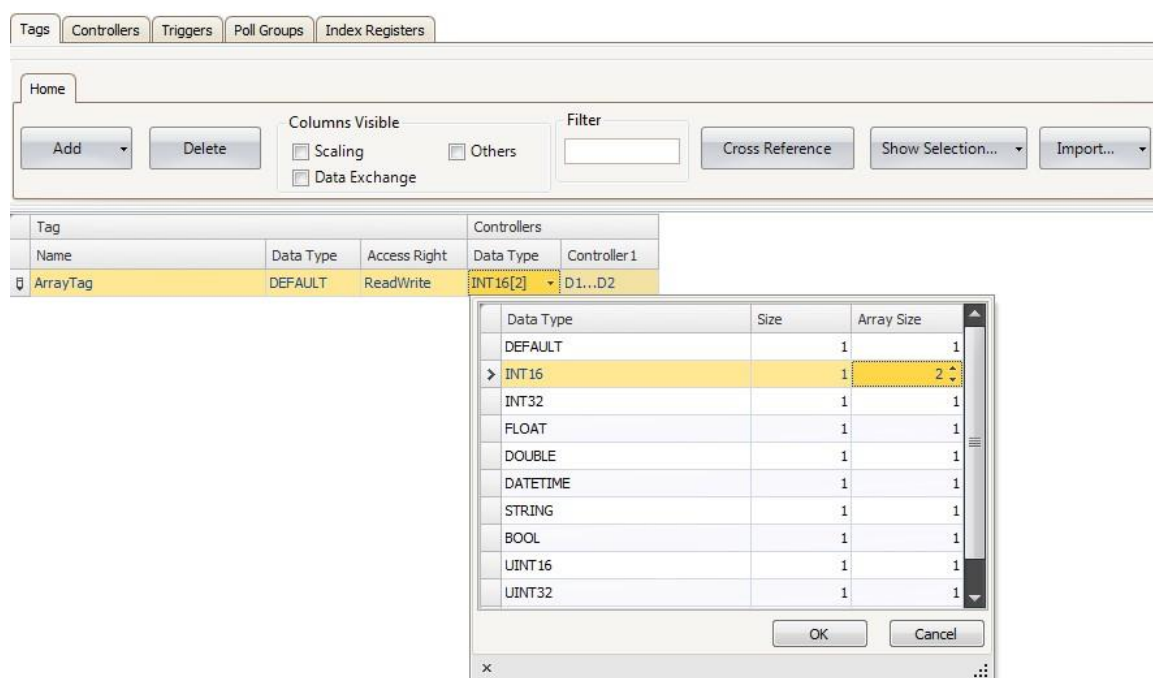 Tags Controllers Triggers Poll Groups Index Registers
Home
Add Delete
Columns Visible
Scaling Others
Data Exchange
Filter
Cross Reference Show Selection... Import...
Tag Controllers
Name Data Type Access Right Data Type Controller1
ArrayTag DEFAULT ReadWrite INT16[2] D1...D2
Data Type Size Array Size
DEFAULT 1 1
INT16 1 2
INT32 1 1
FLOAT 1 1
DOUBLE 1 1
DATETIME 1 1
STRING 1 1
BOOL 1 1
UINT16 1 1
UINT32 1 1
OK Cancel